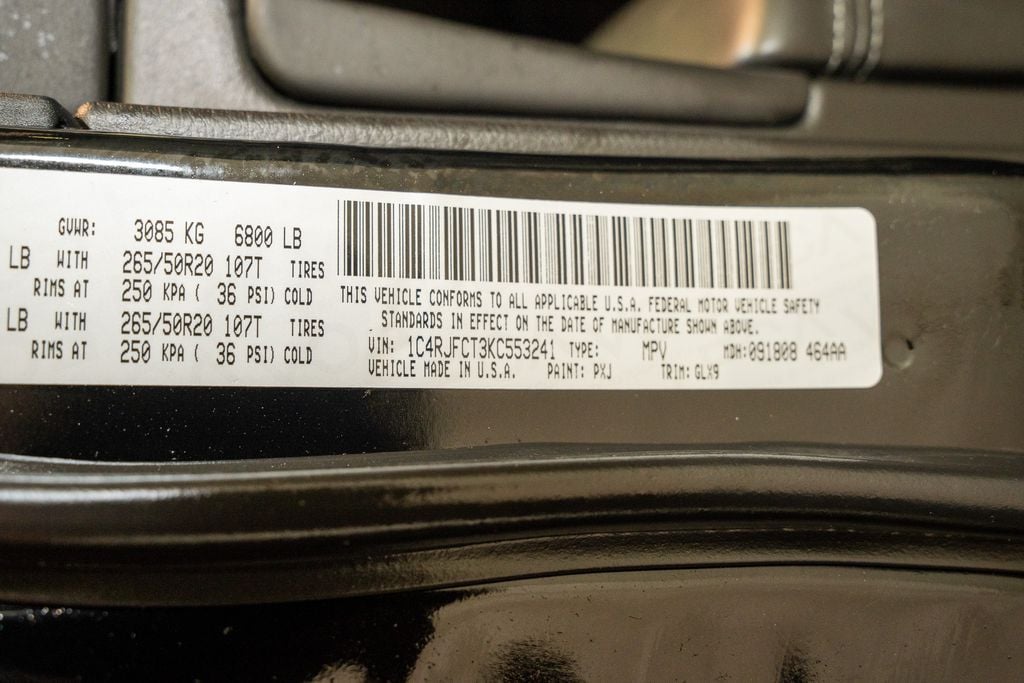 GVWR: 3085 KG 6800 LB
LB WITH 265/50R20 107T TIRES
RIMS AT 250 KPA ( 36 PSI) COLD
LB WITH 265/50R20 107T TIRES
RIMS AT 250 KPA ( 36 PSI) COLD
THIS VEHICLE CONFORMS TO ALL APPLICABLE U.S.A. FEDERAL MOTOR VEHICLE SAFETY
STANDARDS IN EFFECT ON THE DATE OF MANUFACTURE SHOWN ABOVE.
VIN: 1C4RJFCT3KC553241 TYPE: MPV MDH:091808 464AA
VEHICLE MADE IN U.S.A. PAINT: PXJ TRIM: GLX9